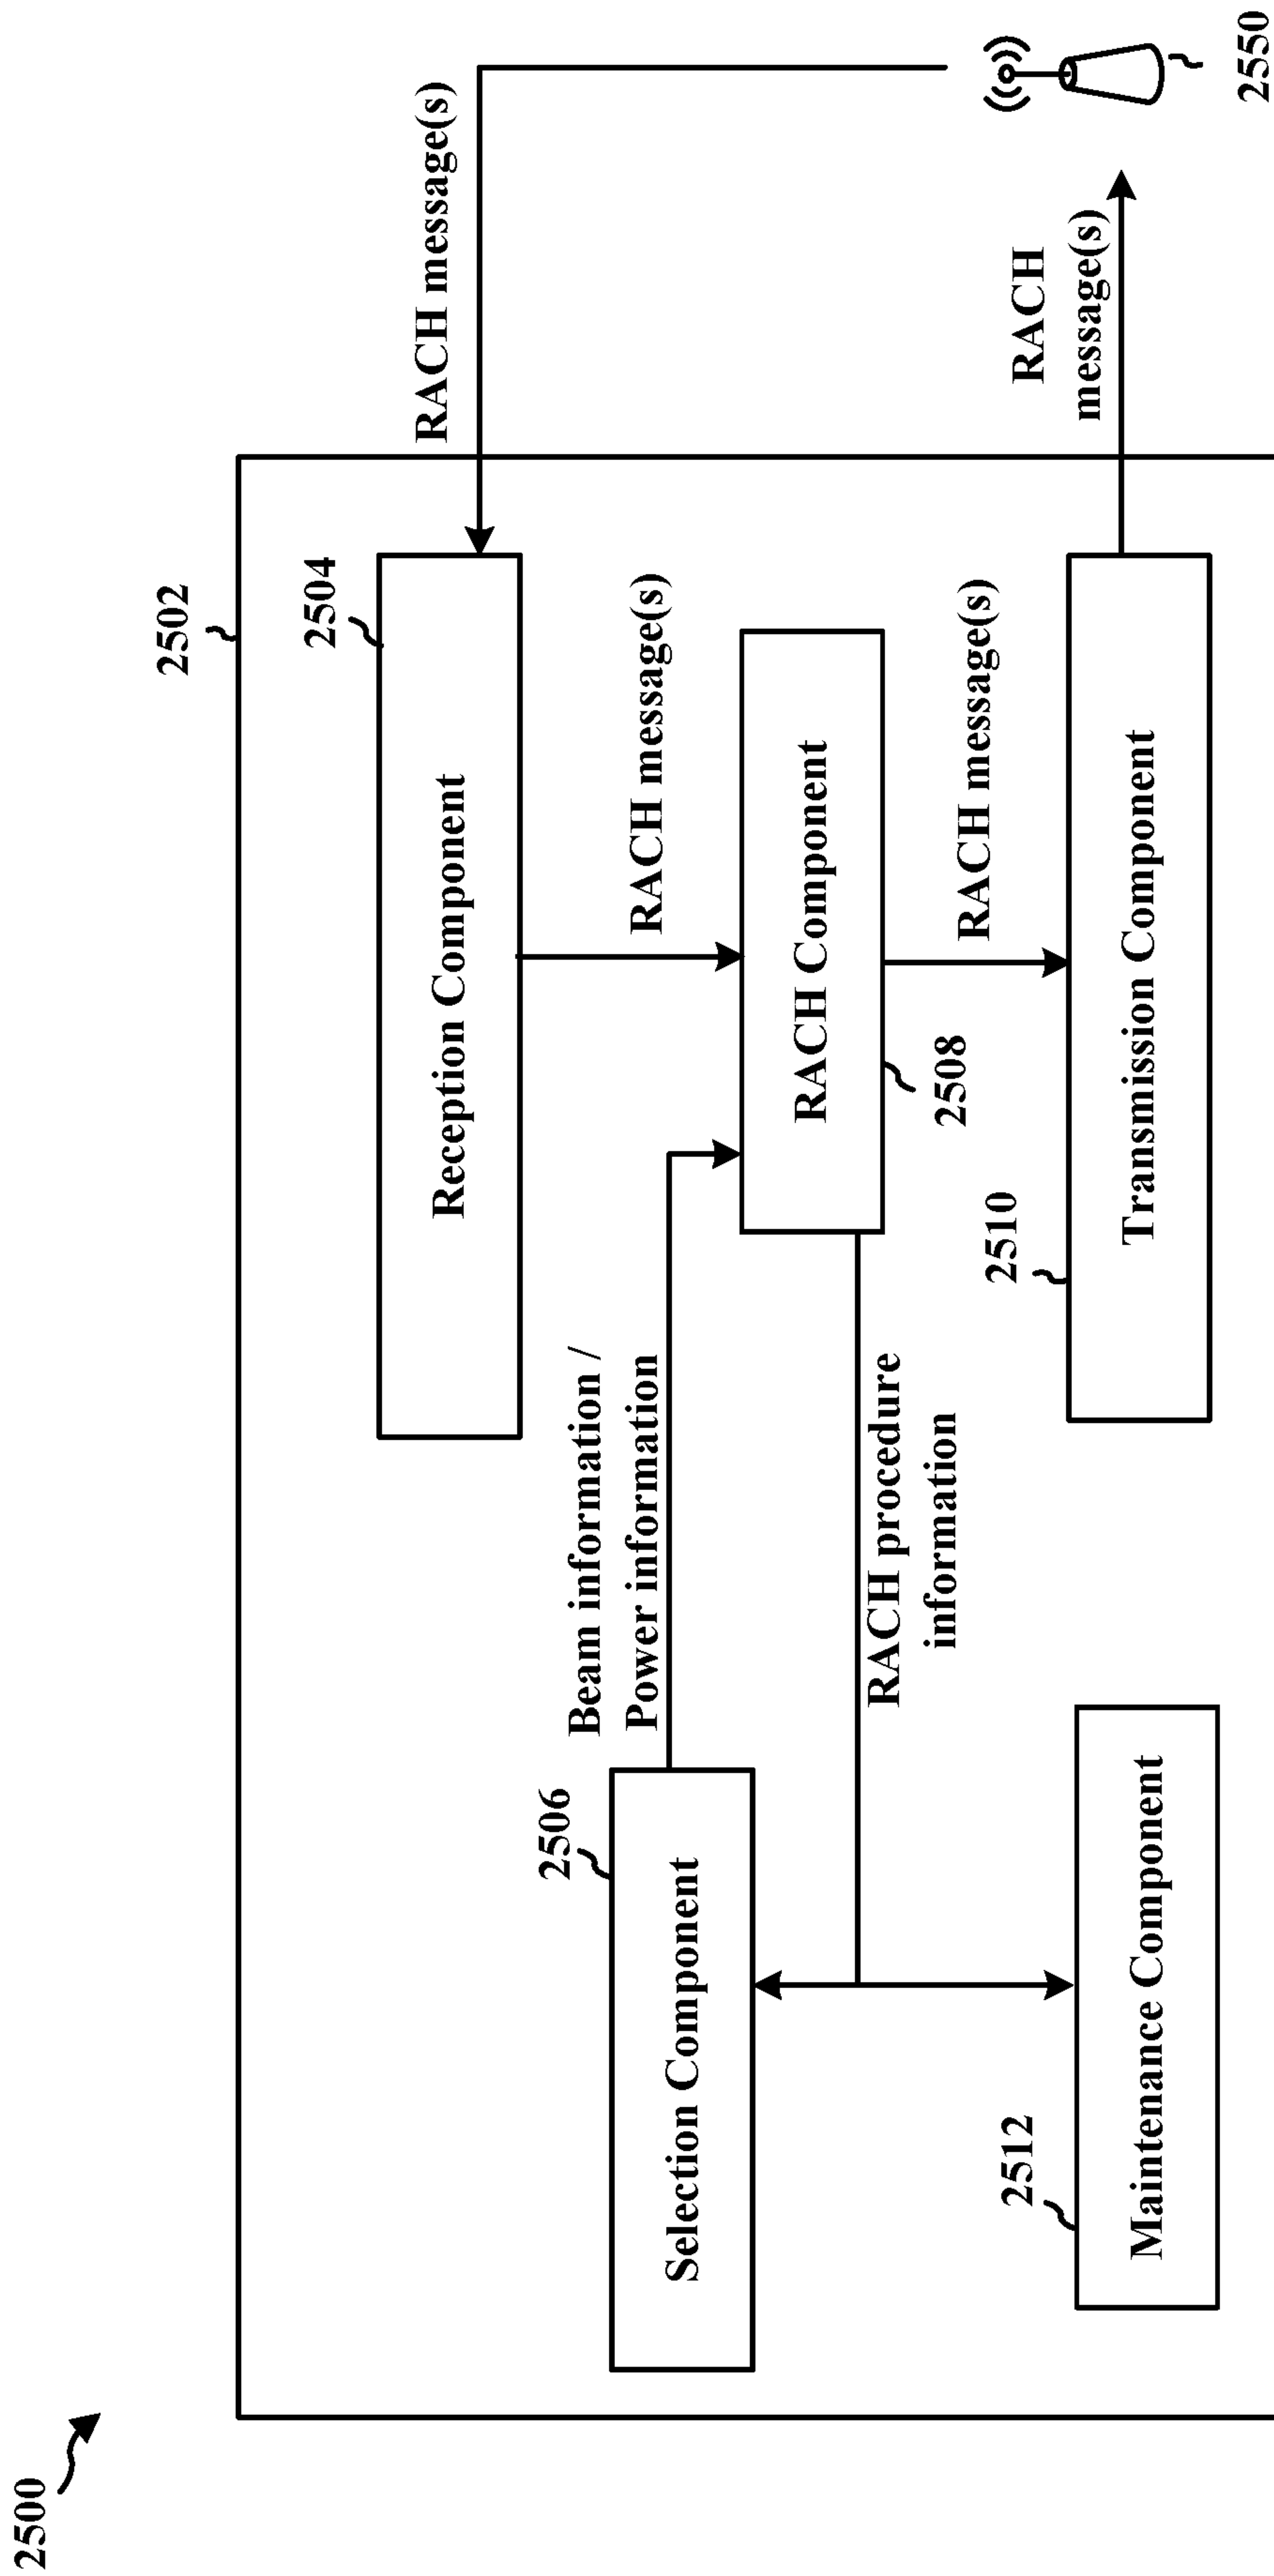 2500
2502
2504
Reception Component
RACH message(s)
2506
Selection Component
Beam information /
Power information
RACH message(s)
RACH Component
2508
RACH procedure
information
RACH message(s)
2512
Maintenance Component
2510
Transmission Component
RACH
message(s)
2550